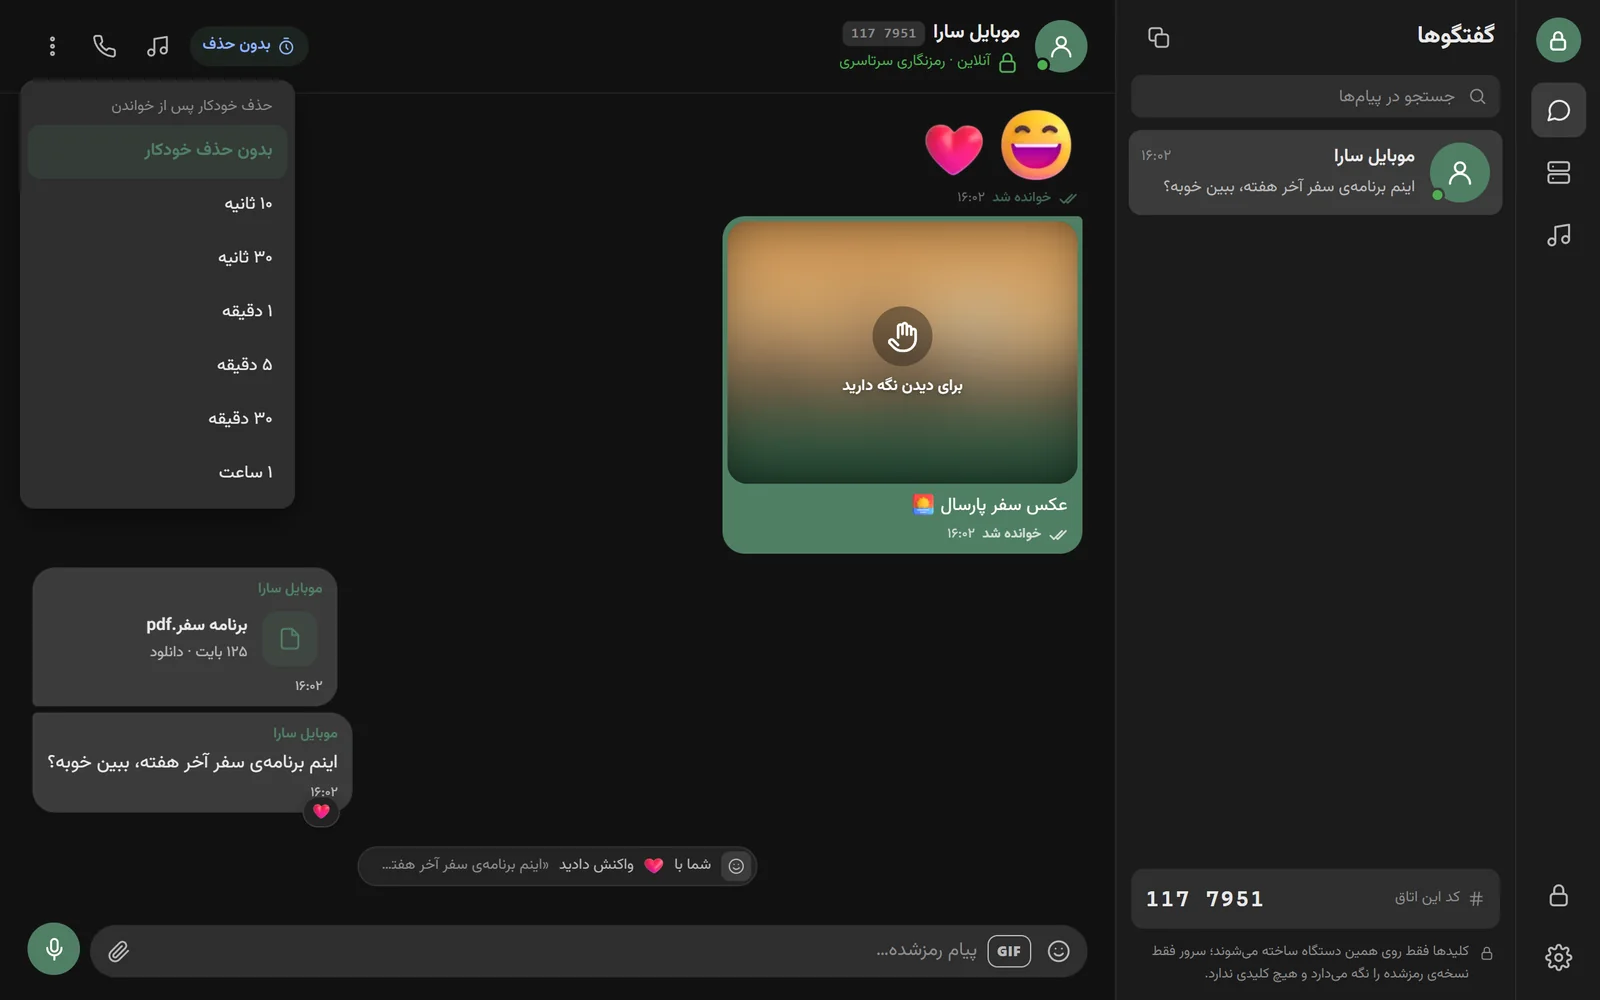 گفتگوها
جستجو در پیام‌ها
موبایل سارا
۱۶:۰۲
اینم برنامه‌ی سفر آخر هفته، ببین خوبه؟
# کد این اتاق
117 7951
کلیدها فقط روی همین دستگاه ساخته می‌شوند؛ سرور فقط
نسخه‌ی رمزشده را نگه می‌دارد و هیچ کلیدی ندارد.
موبایل سارا 117 7951
آنلاین · رمزنگاری سرتاسری
بدون حذف
حذف خودکار پس از خواندن
بدون حذف خودکار
۱۰ ثانیه
۳۰ ثانیه
۱ دقیقه
۵ دقیقه
۳۰ دقیقه
۱ ساعت
😄 💗
خوانده شد ۱۶:۰۲
برای دیدن نگه دارید
عکس سفر پارسال 🌅
خوانده شد ۱۶:۰۲
موبایل سارا
برنامه سفر.pdf
۱۲۵ بایت · دانلود
۱۶:۰۲
موبایل سارا
اینم برنامه‌ی سفر آخر هفته، ببین خوبه؟
۱۶:۰۲
💗
شما با 💗 واکنش دادید «اینم برنامه‌ی سفر آخر هفتـ…
GIF
پیام رمزشده…